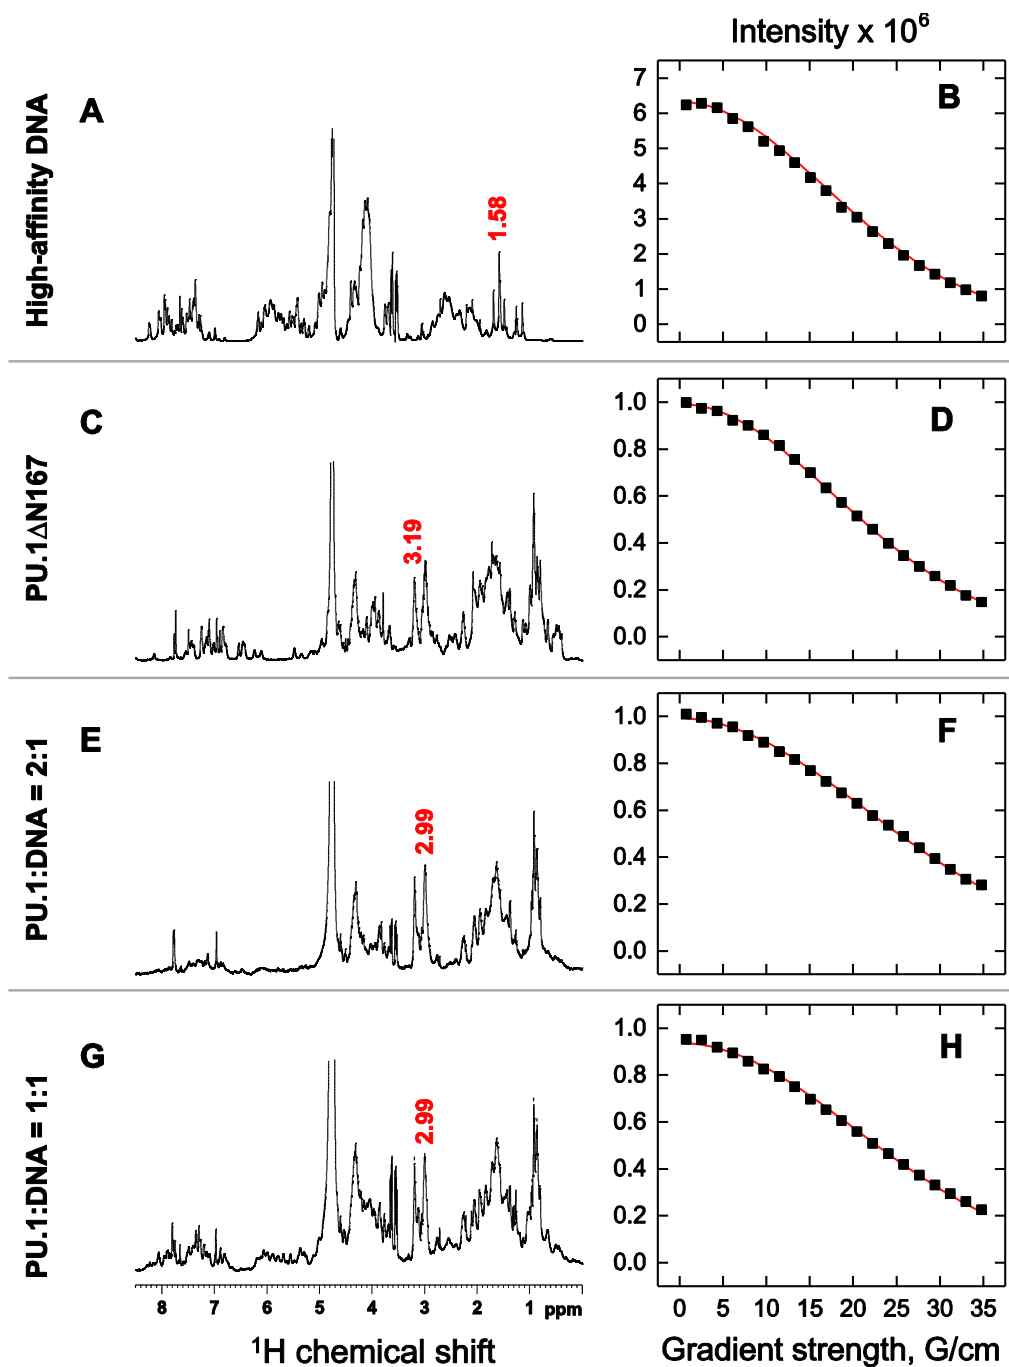 Intensity x 10⁶
High-affinity DNA
A
1.58
B
7
6
5
4
3
2
1
0
PU.1ΔN167
C
3.19
D
1.0
0.8
0.6
0.4
0.2
0.0
PU.1:DNA = 2:1
E
2.99
F
1.0
0.8
0.6
0.4
0.2
0.0
PU.1:DNA = 1:1
G
2.99
H
1.0
0.8
0.6
0.4
0.2
0.0
8 7 6 5 4 3 2 1 ppm
¹H chemical shift
0 5 10 15 20 25 30 35
Gradient strength, G/cm